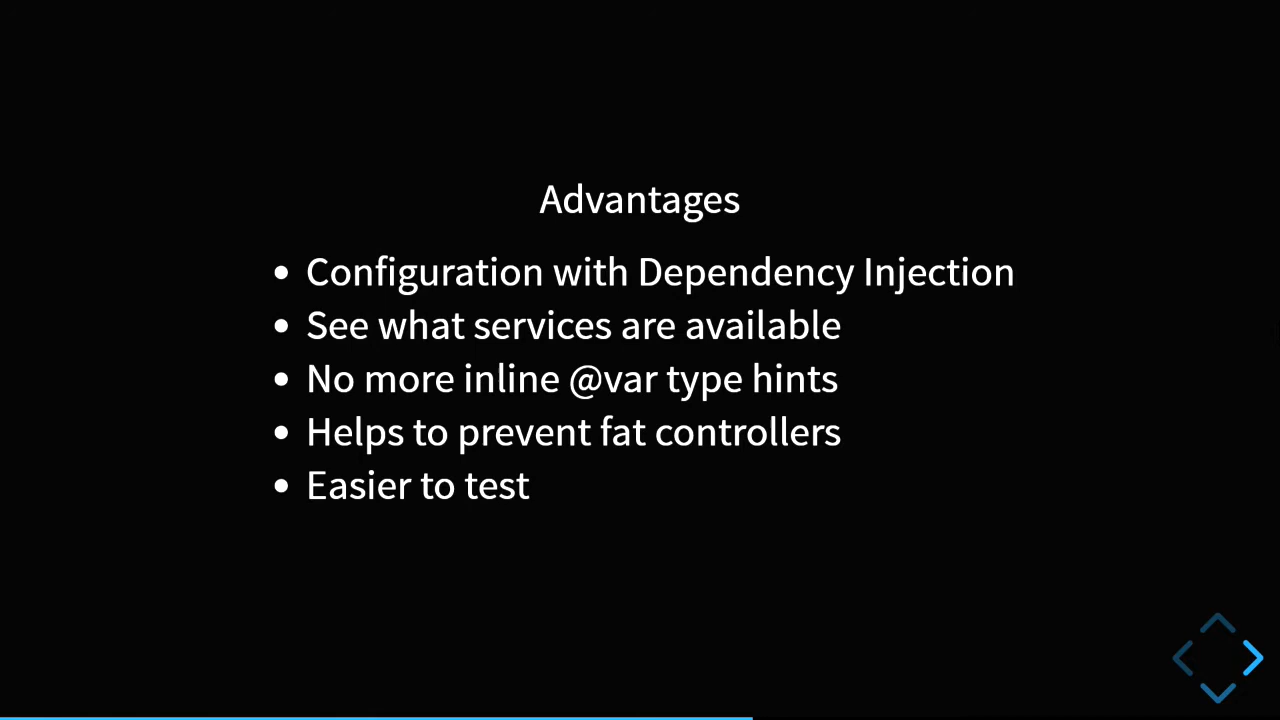 Advantages
• Configuration with Dependency Injection
• See what services are available
• No more inline @var type hints
• Helps to prevent fat controllers
• Easier to test